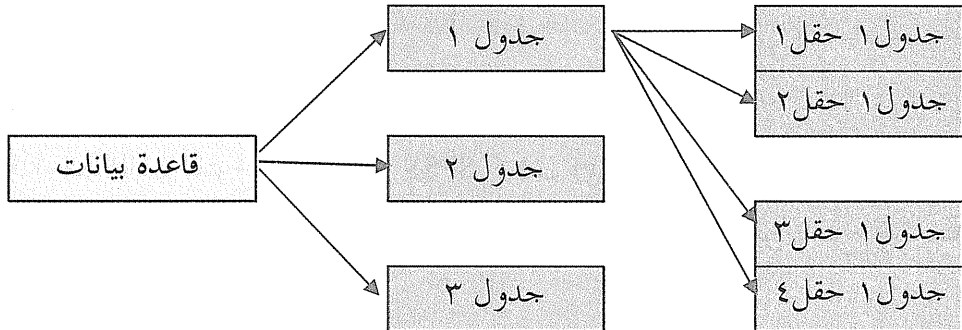 جدول ١
جدول١ حقل١
جدول١ حقل٢
قاعدة بيانات
جدول ٢
جدول١ حقل٣
جدول ٣
جدول١ حقل٤